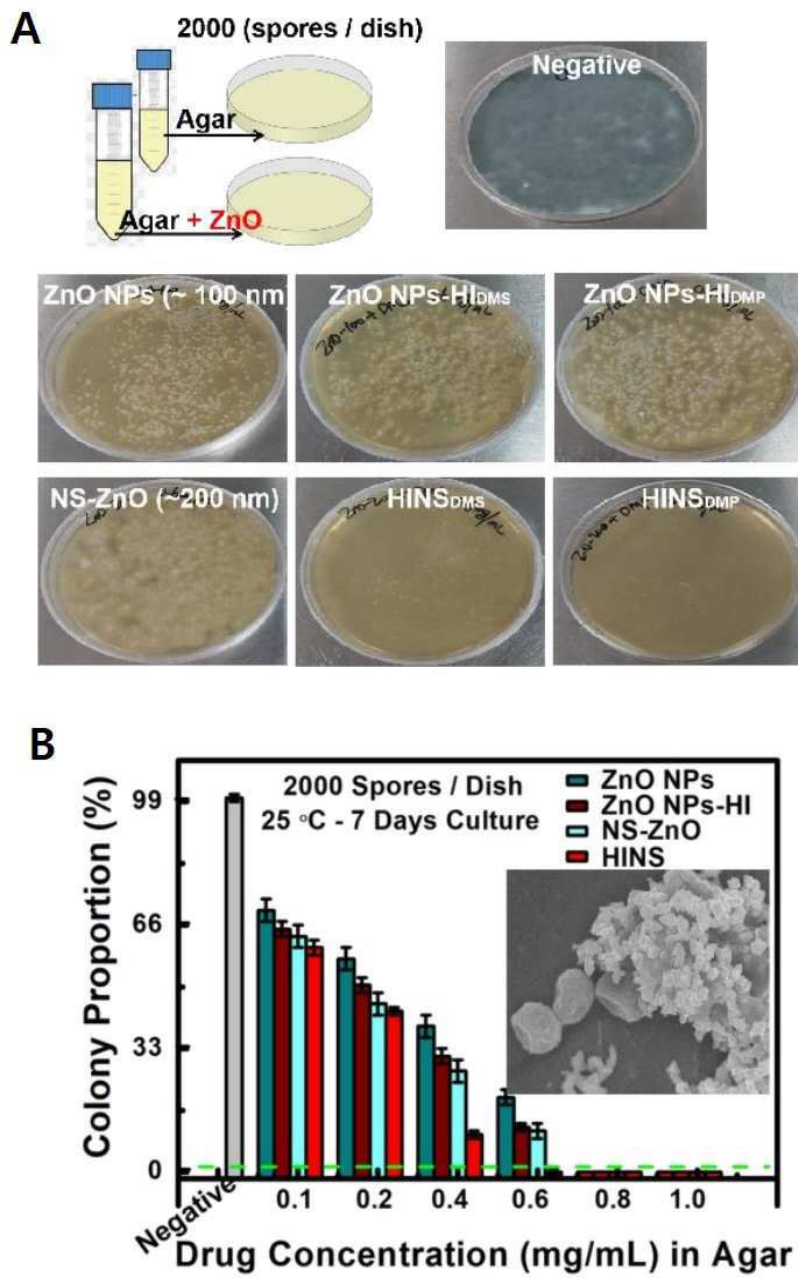 A
2000 (spores / dish)
Agar
Agar + ZnO
Negative
ZnO NPs (~ 100 nm)
ZnO NPs-HIDMS
ZnO NPs-HIDMP
NS-ZnO (~200 nm)
HINSDMS
HINSDMP
B
2000 Spores / Dish
25 °C - 7 Days Culture
ZnO NPs
ZnO NPs-HI
NS-ZnO
HINS
Colony Proportion (%)
99
66
33
0
Negative
0.1
0.2
0.4
0.6
0.8
1.0
Drug Concentration (mg/mL) in Agar